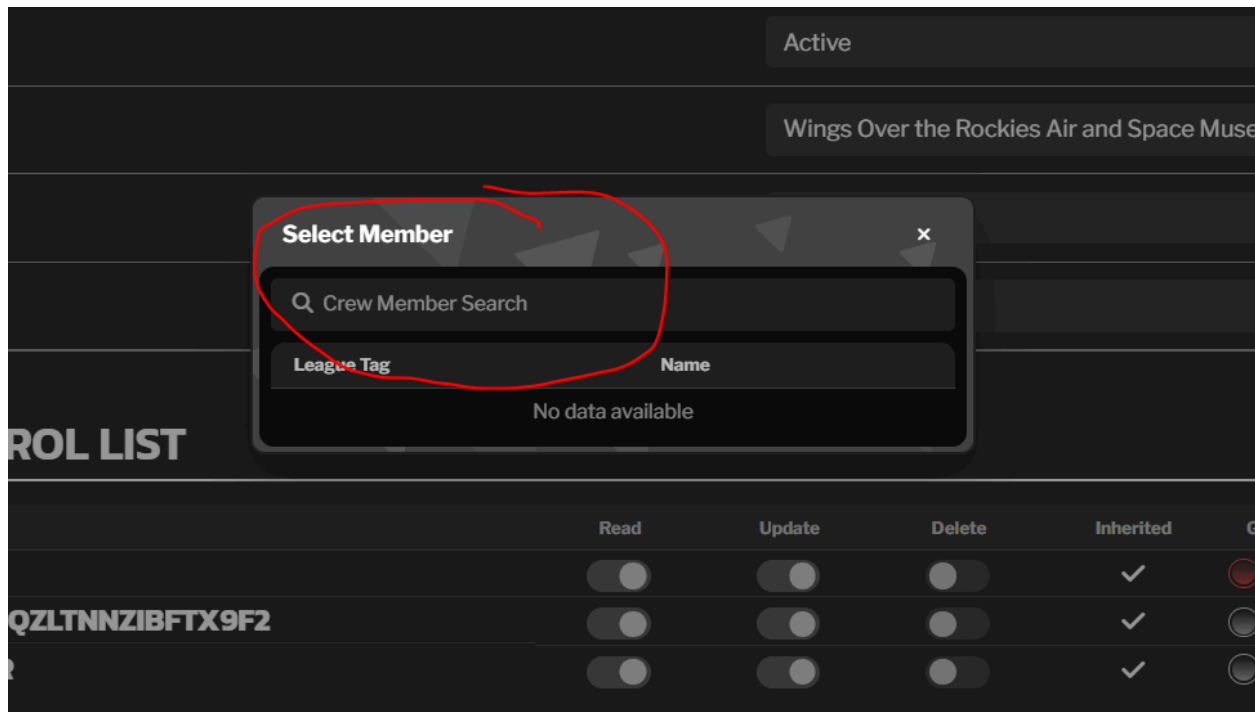 Active
Wings Over the Rockies Air and Space Muse
Select Member
Crew Member Search
League Tag Name
No data available
ROL LIST
Read Update Delete Inherited G
QZLTNNZIBFTX9F2
R